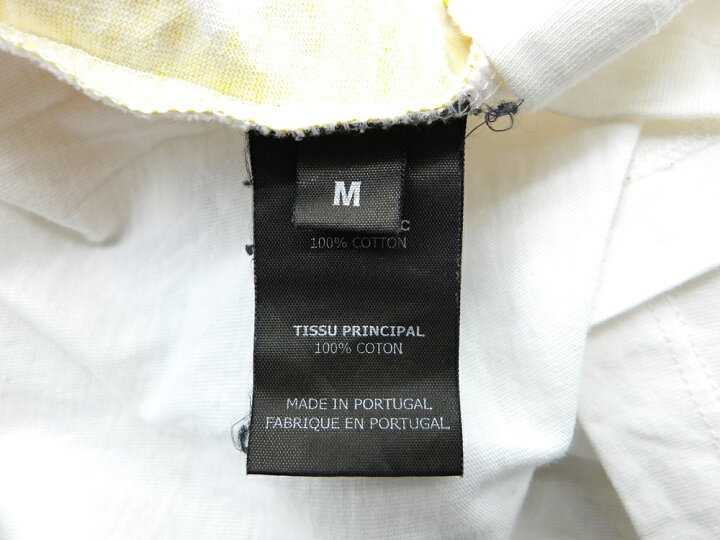 M
100% COTTON
TISSU PRINCIPAL
100% COTON
MADE IN PORTUGAL.
FABRIQUE EN PORTUGAL.